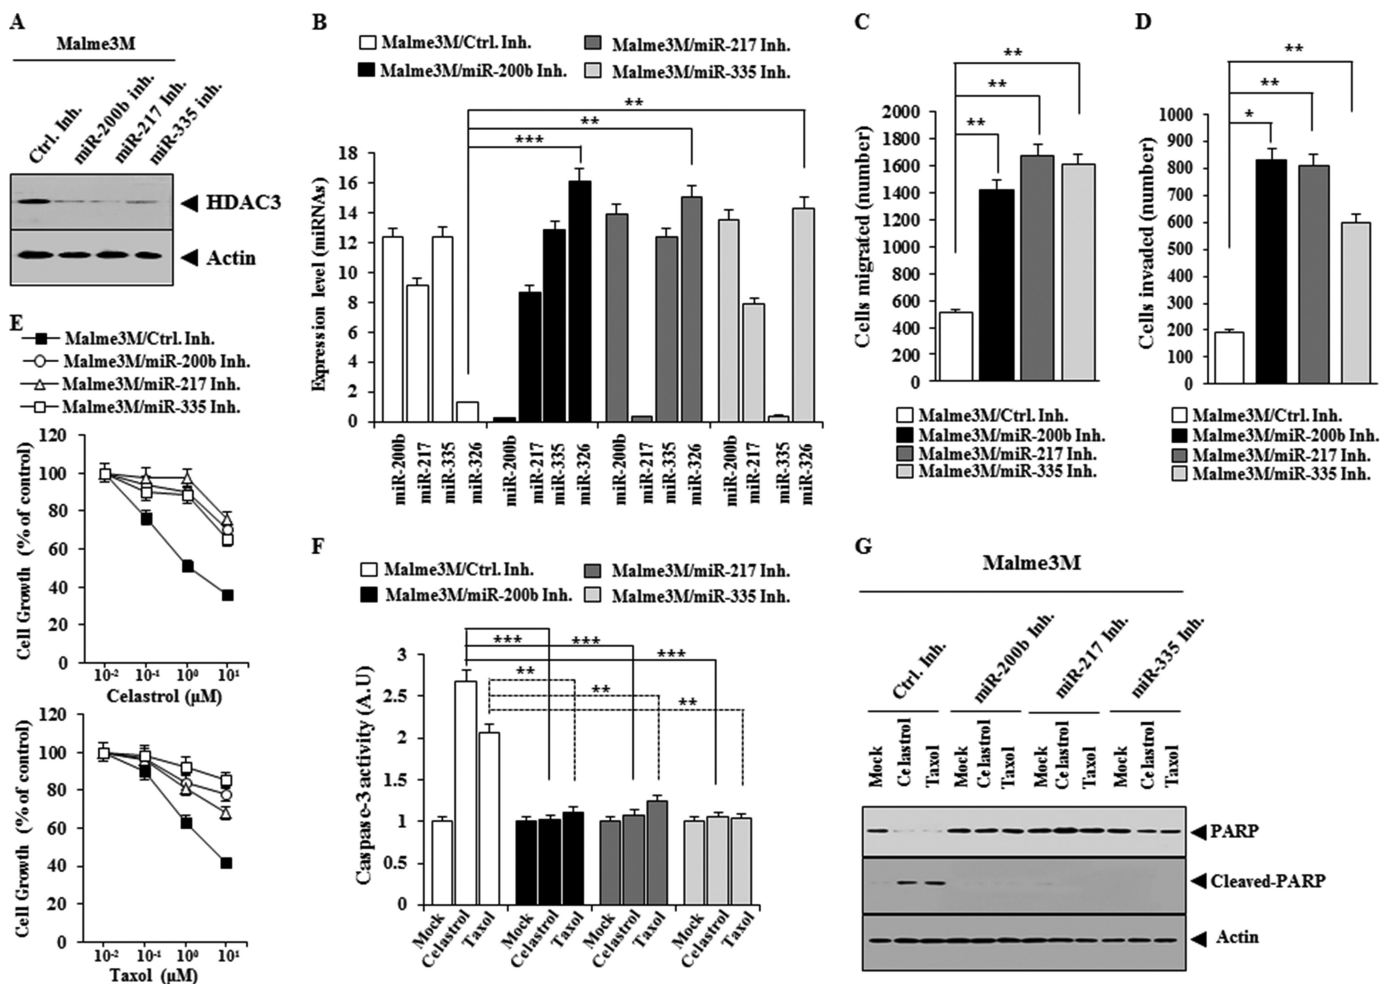 A
Malme3M
Ctrl. Inh.
miR-200b inh.
miR-217 Inh.
miR-335 inh.
HDAC3
Actin
B
Malme3M/Ctrl. Inh.
Malme3M/miR-200b Inh.
Malme3M/miR-217 Inh.
Malme3M/miR-335 Inh.
**
**
***
Expression level (miRNAs)
18
16
14
12
10
8
6
4
2
0
miR-200b
miR-217
miR-335
miR-326
miR-200b
miR-217
miR-335
miR-326
miR-200b
miR-217
miR-335
miR-326
miR-200b
miR-217
miR-335
miR-326
C
**
**
**
Cells migrated (number)
2000
1800
1600
1400
1200
1000
800
600
400
200
0
Malme3M/Ctrl. Inh.
Malme3M/miR-200b Inh.
Malme3M/miR-217 Inh.
Malme3M/miR-335 Inh.
D
**
**
*
Cells invaded (number)
1000
900
800
700
600
500
400
300
200
100
0
Malme3M/Ctrl. Inh.
Malme3M/miR-200b Inh.
Malme3M/miR-217 Inh.
Malme3M/miR-335 Inh.
E
Malme3M/Ctrl. Inh.
Malme3M/miR-200b Inh.
Malme3M/miR-217 Inh.
Malme3M/miR-335 Inh.
Cell Growth (% of control)
120
100
80
60
40
20
0
10⁻² 10⁻¹ 10⁰ 10¹
Celastrol (μM)
Cell Growth (% of control)
120
100
80
60
40
20
0
10⁻² 10⁻¹ 10⁰ 10¹
Taxol (μM)
F
Malme3M/Ctrl. Inh.
Malme3M/miR-200b Inh.
Malme3M/miR-217 Inh.
Malme3M/miR-335 Inh.
***
***
***
**
**
**
Caspase-3 activity (A.U)
3
2.5
2
1.5
1
0.5
0
Mock
Celastrol
Taxol
Mock
Celastrol
Taxol
Mock
Celastrol
Taxol
Mock
Celastrol
Taxol
G
Malme3M
Ctrl. Inh.
miR-200b Inh.
miR-217 Inh.
miR-335 Inh.
Mock
Celastrol
Taxol
Mock
Celastrol
Taxol
Mock
Celastrol
Taxol
Mock
Celastrol
Taxol
PARP
Cleaved-PARP
Actin